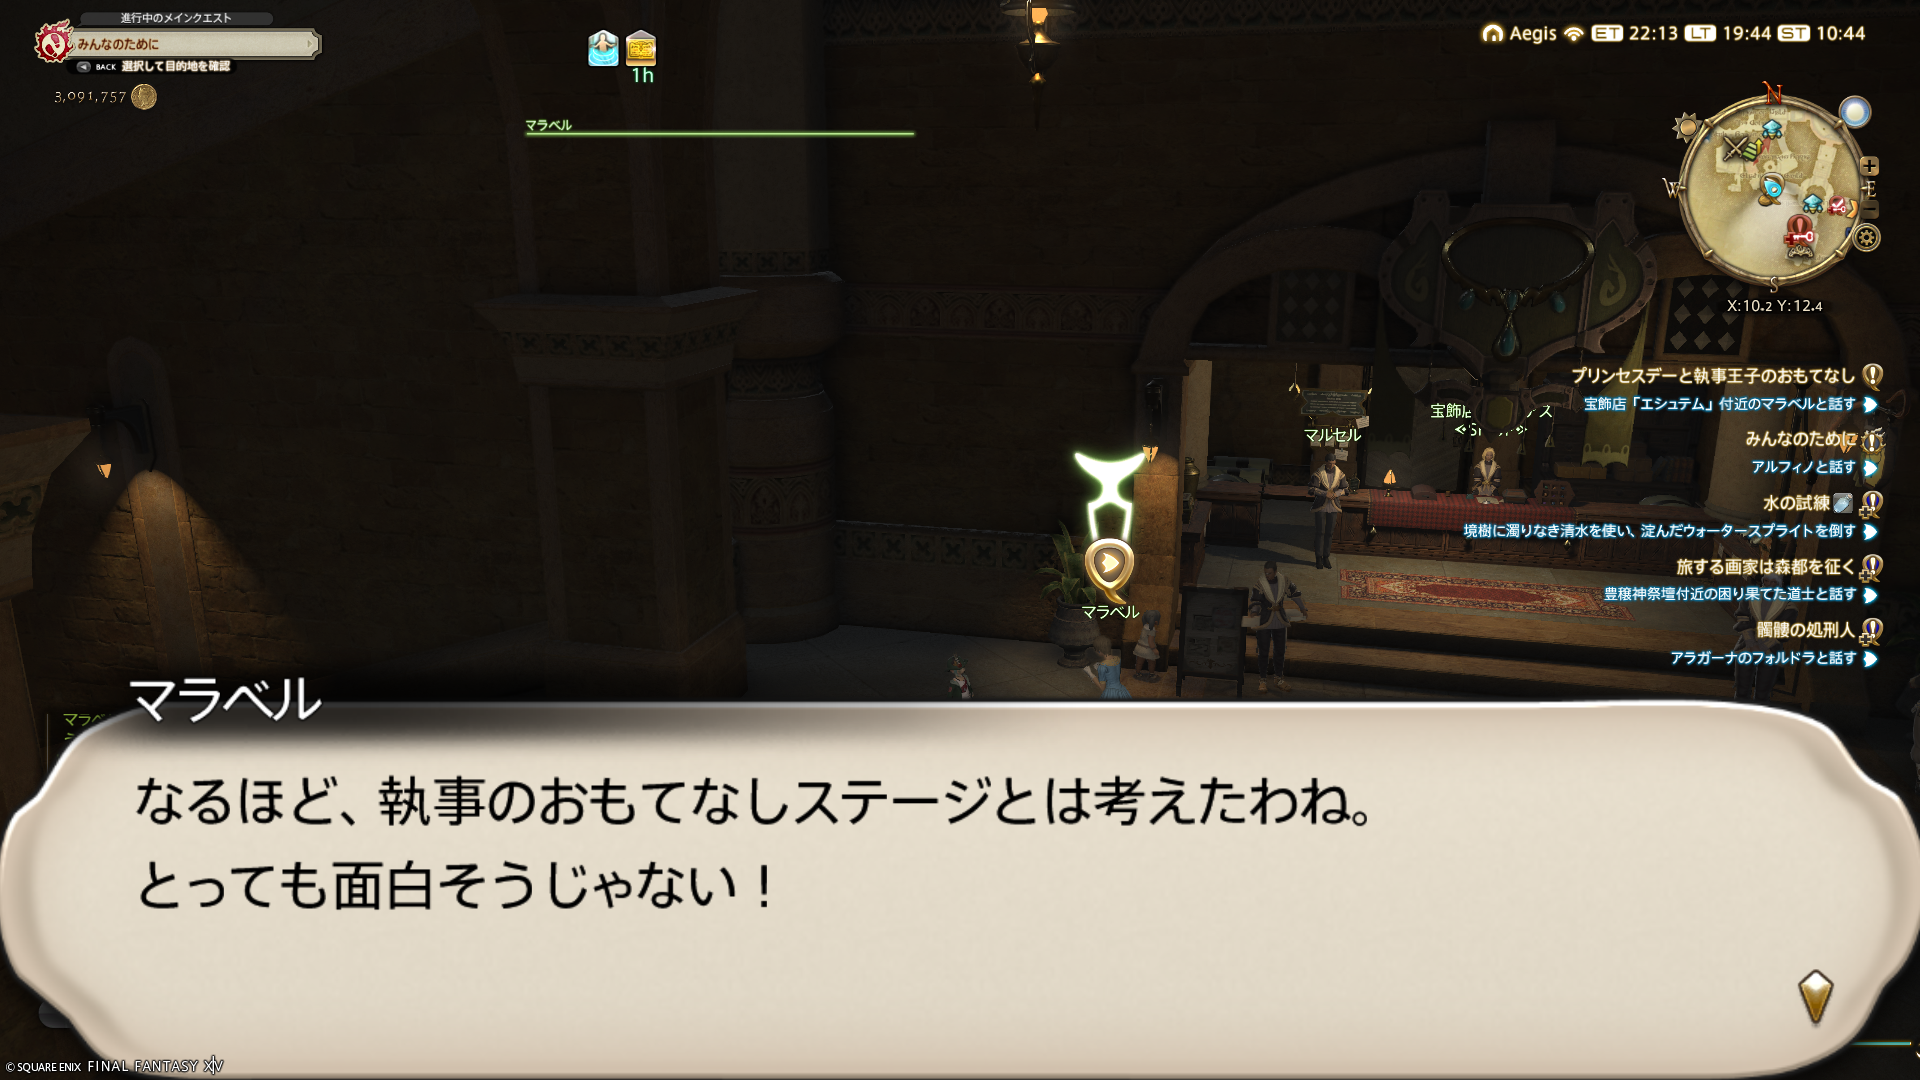 進行中のメインクエスト
みんなのために
BACK 選択して目的地を確認
3,091,757
1h
マラベル
Aegis ET 22:13 LT 19:44 ST 10:44
N
W
E
S
X:10.2 Y:12.4
プリンセスデーと執事王子のおもてなし
宝飾店「エシュテム」付近のマラベルと話す
みんなのために
アルフィノと話す
水の試練
境樹に濁りなき清水を使い、淀んだウォータースプライトを倒す
旅する画家は森都を征く
豊穣神祭壇付近の困り果てた道士と話す
髑髏の処刑人
アラガーナのフォルドラと話す
マルセル
マラベル
マラベル
なるほど、執事のおもてなしステージとは考えたわね。
とっても面白そうじゃない！
© SQUARE ENIX FINAL FANTASY XIV